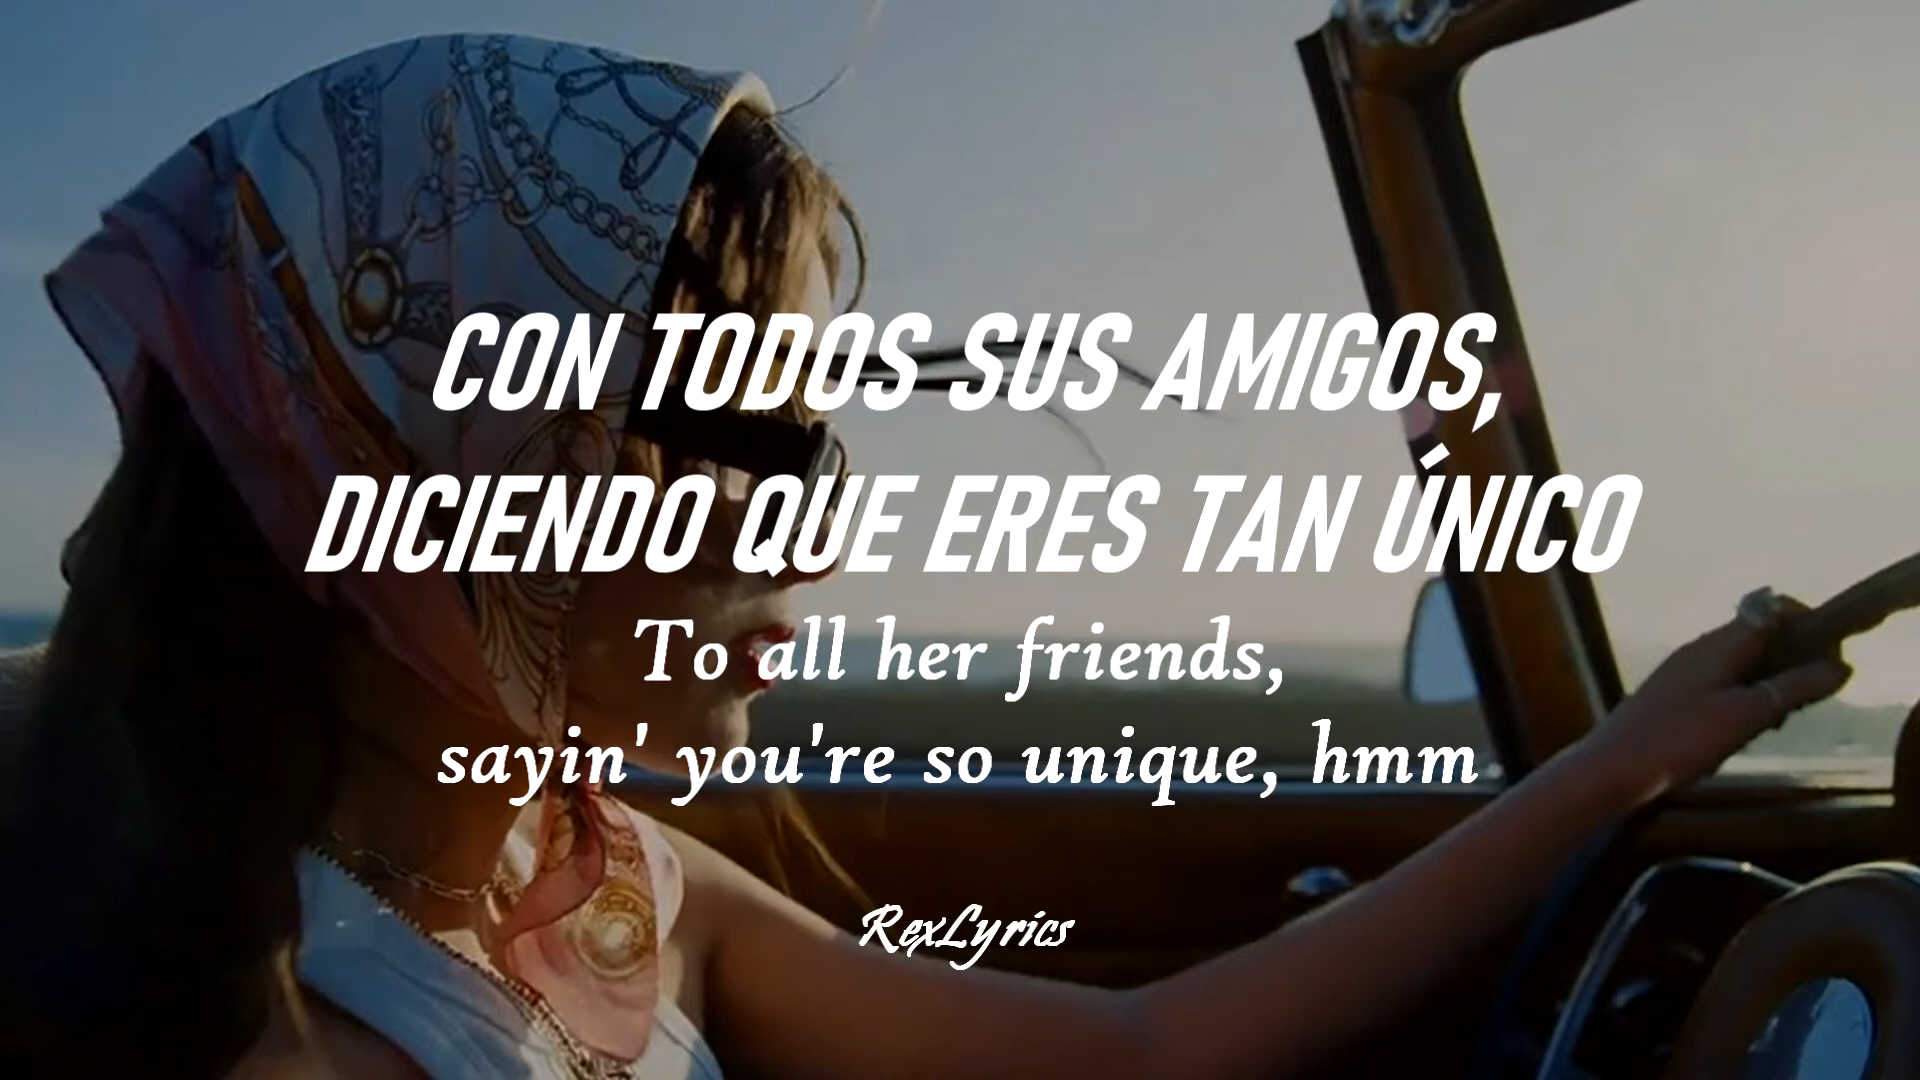 CON TODOS SUS AMIGOS,
DICIENDO QUE ERES TAN ÚNICO
To all her friends,
sayin' you're so unique, hmm
RexLyrics